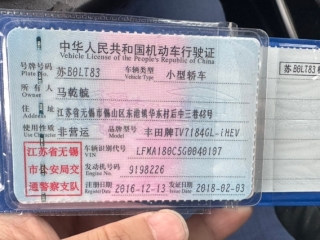 中华人民共和国机动车行驶证
Vehicle License of the People's Republic of China
号牌号码 苏B0LT83 车辆类型 小型轿车
Plate No. Vehicle Type
所有人 马乾毓
Owner
住址 江苏省无锡市锡山区东港镇华东村后中三巷42号
Address
使用性质 非营运 品牌型号 丰田牌TV7184GL-iHEV
Use Character Model
江苏省无锡
市公安局交
通警察支队
车辆识别代号 LFMA180C5G0040107
VIN
发动机号码 9198226
Engine No.
注册日期 2016-12-13 发证日期 2018-02-03
Register Date Issue Date
苏B0LT83